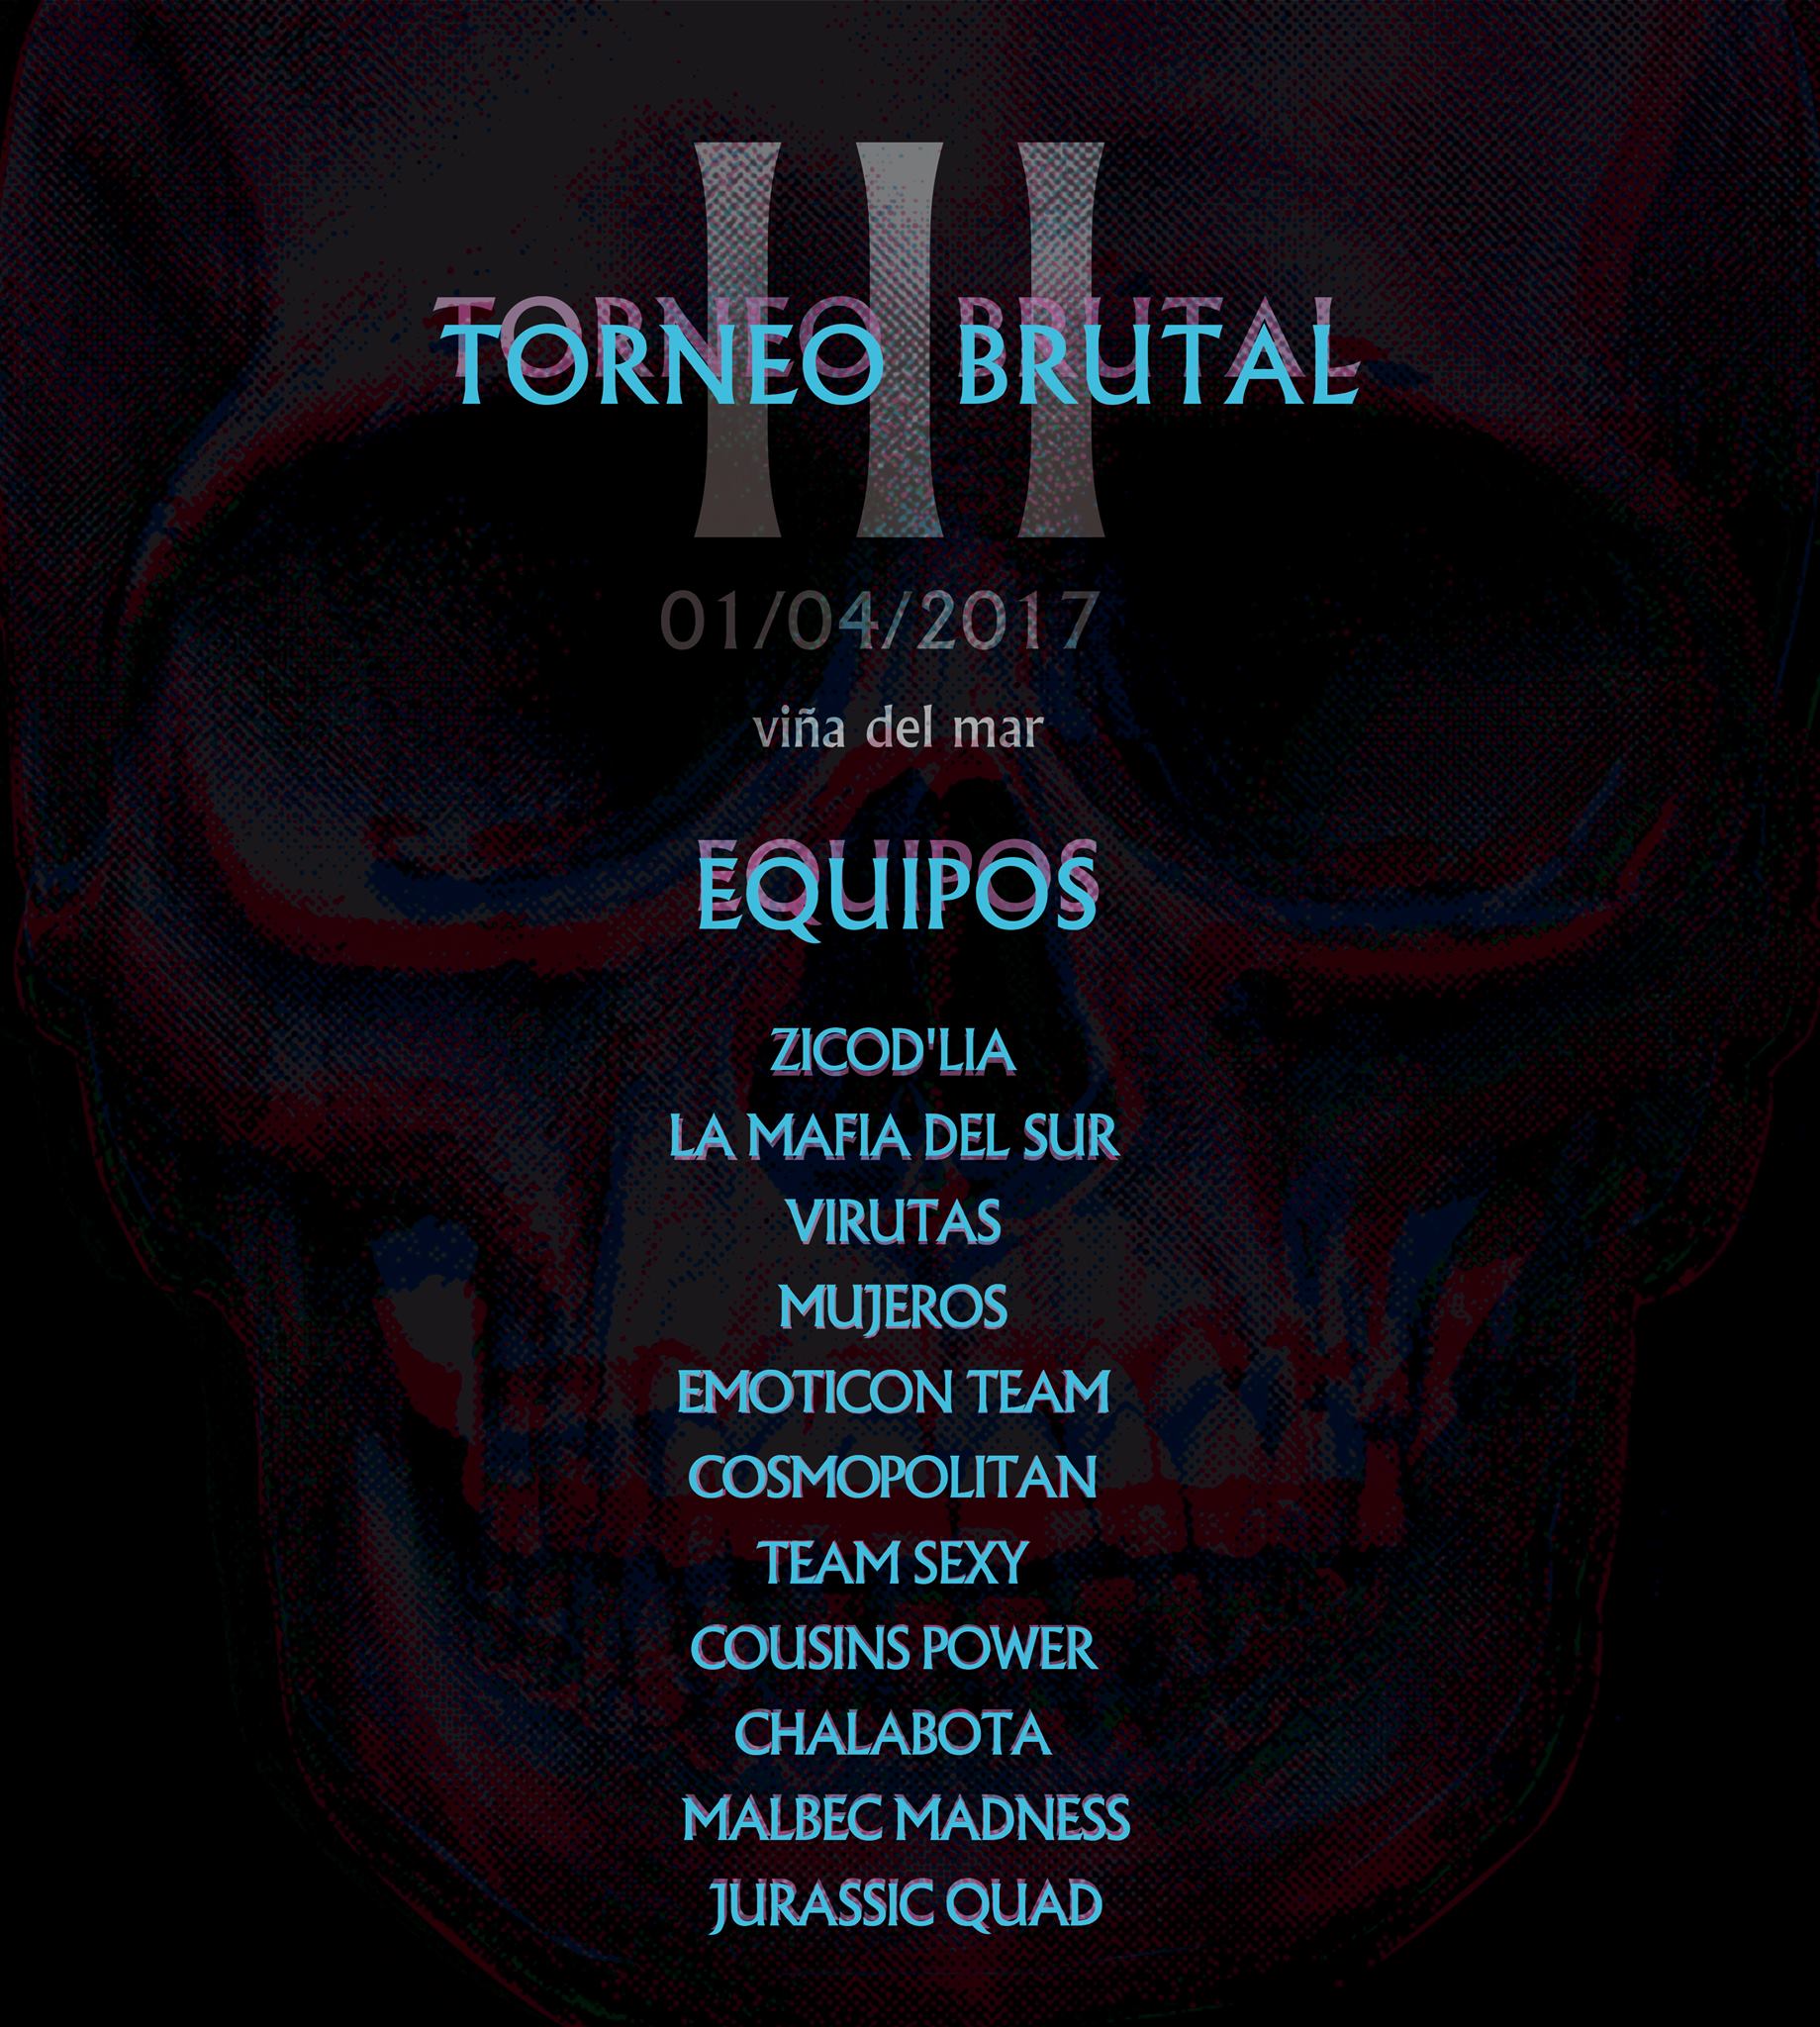 III
TORNEO BRUTAL
01/04/2017
viña del mar
EQUIPOS
ZICOD'LIA
LA MAFIA DEL SUR
VIRUTAS
MUJEROS
EMOTICON TEAM
COSMOPOLITAN
TEAM SEXY
COUSINS POWER
CHALABOTA
MALBEC MADNESS
JURASSIC QUAD